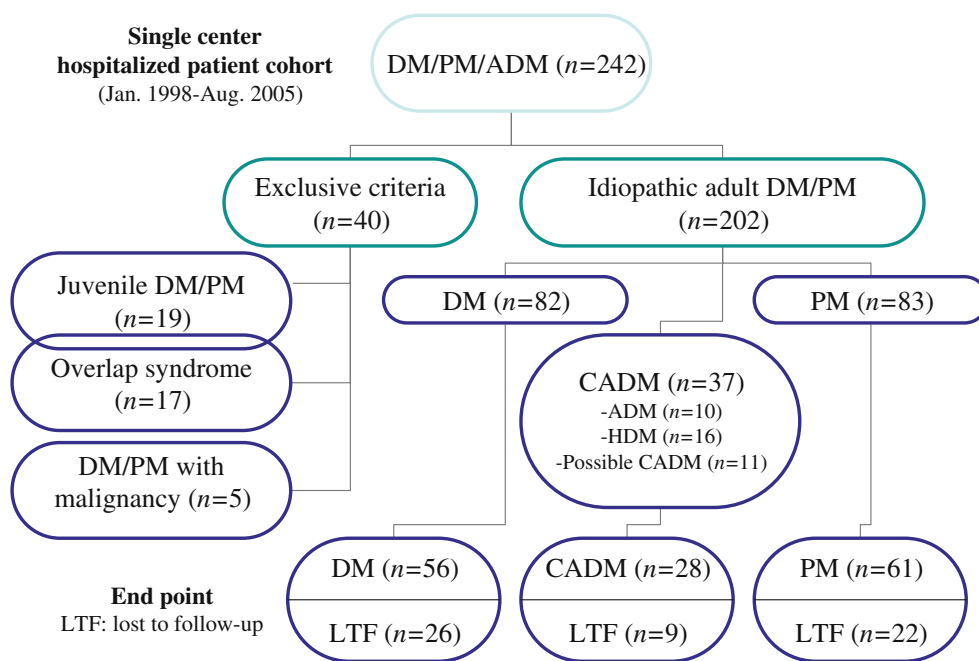 Single center
hospitalized patient cohort
(Jan. 1998-Aug. 2005)
DM/PM/ADM (n=242)
Exclusive criteria
(n=40)
Idiopathic adult DM/PM
(n=202)
Juvenile DM/PM
(n=19)
Overlap syndrome
(n=17)
DM/PM with
malignancy (n=5)
DM (n=82)
PM (n=83)
CADM (n=37)
-ADM (n=10)
-HDM (n=16)
-Possible CADM (n=11)
End point
LTF: lost to follow-up
DM (n=56)
LTF (n=26)
CADM (n=28)
LTF (n=9)
PM (n=61)
LTF (n=22)